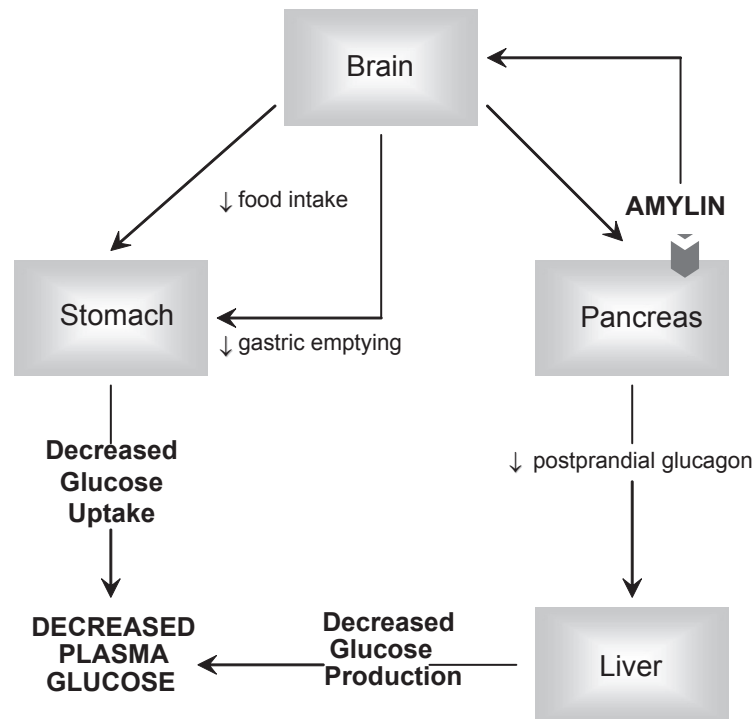 Brain
↓ food intake
AMYLIN
Stomach
Pancreas
↓ gastric emptying
Decreased
Glucose
Uptake
↓ postprandial glucagon
DECREASED
PLASMA
GLUCOSE
Decreased
Glucose
Production
Liver